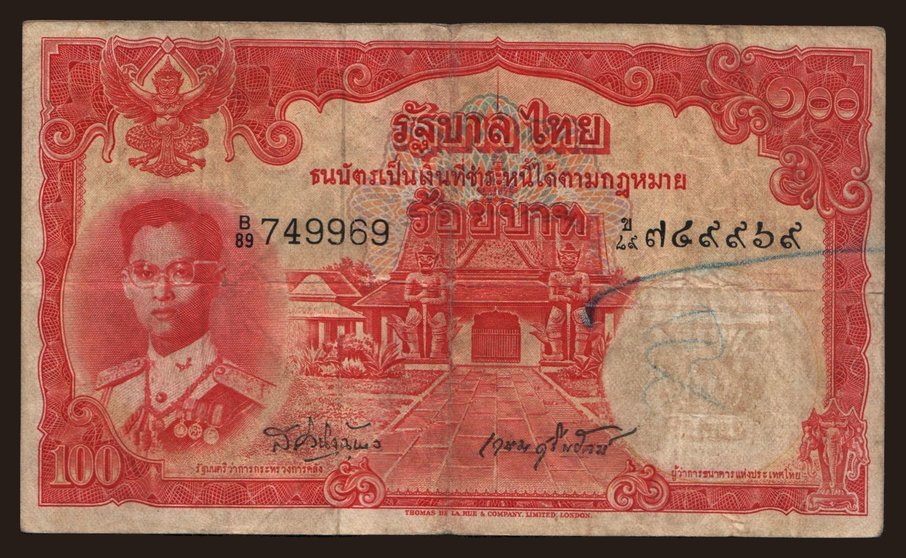 ๑๐๐
รัฐบาลไทย
ธนบัตรเป็นเงินที่ชำระหนี้ได้ตามกฎหมาย
ร้อยบาท
B/89 749969
ข/๘๙ ๗๔๙๙๖๙
100
รัฐมนตรีว่าการกระทรวงการคลัง
ผู้ว่าการธนาคารแห่งประเทศไทย
THOMAS DE LA RUE & COMPANY, LIMITED, LONDON.